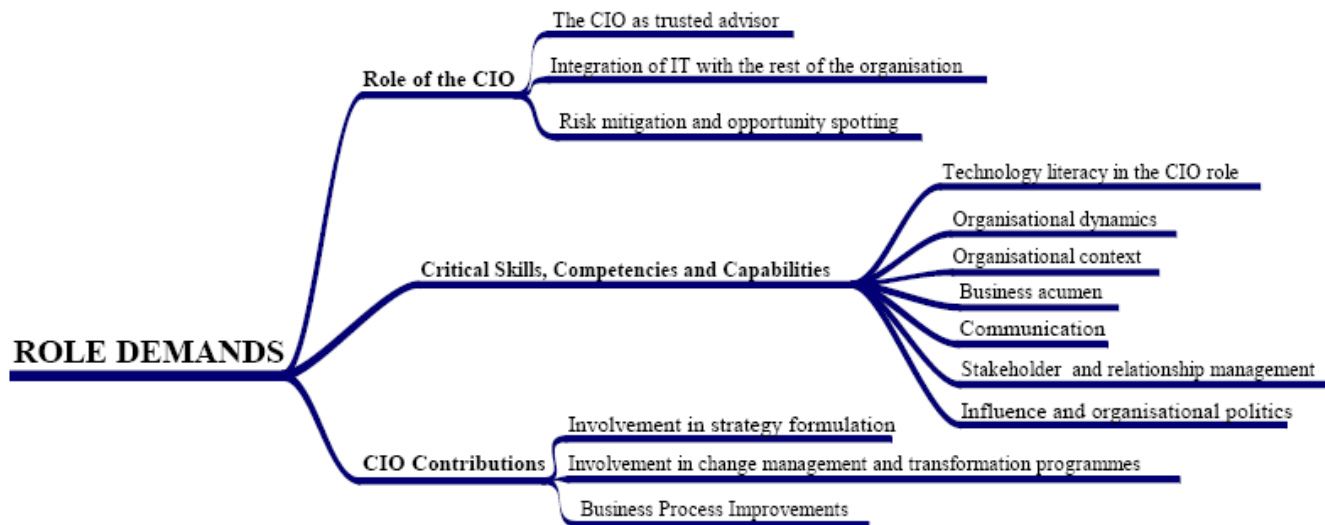 The CIO as trusted advisor
Role of the CIO
Integration of IT with the rest of the organisation
Risk mitigation and opportunity spotting
Technology literacy in the CIO role
Organisational dynamics
Organisational context
Critical Skills, Competencies and Capabilities
Business acumen
Communication
ROLE DEMANDS
Stakeholder and relationship management
Influence and organisational politics
Involvement in strategy formulation
CIO Contributions
Involvement in change management and transformation programmes
Business Process Improvements